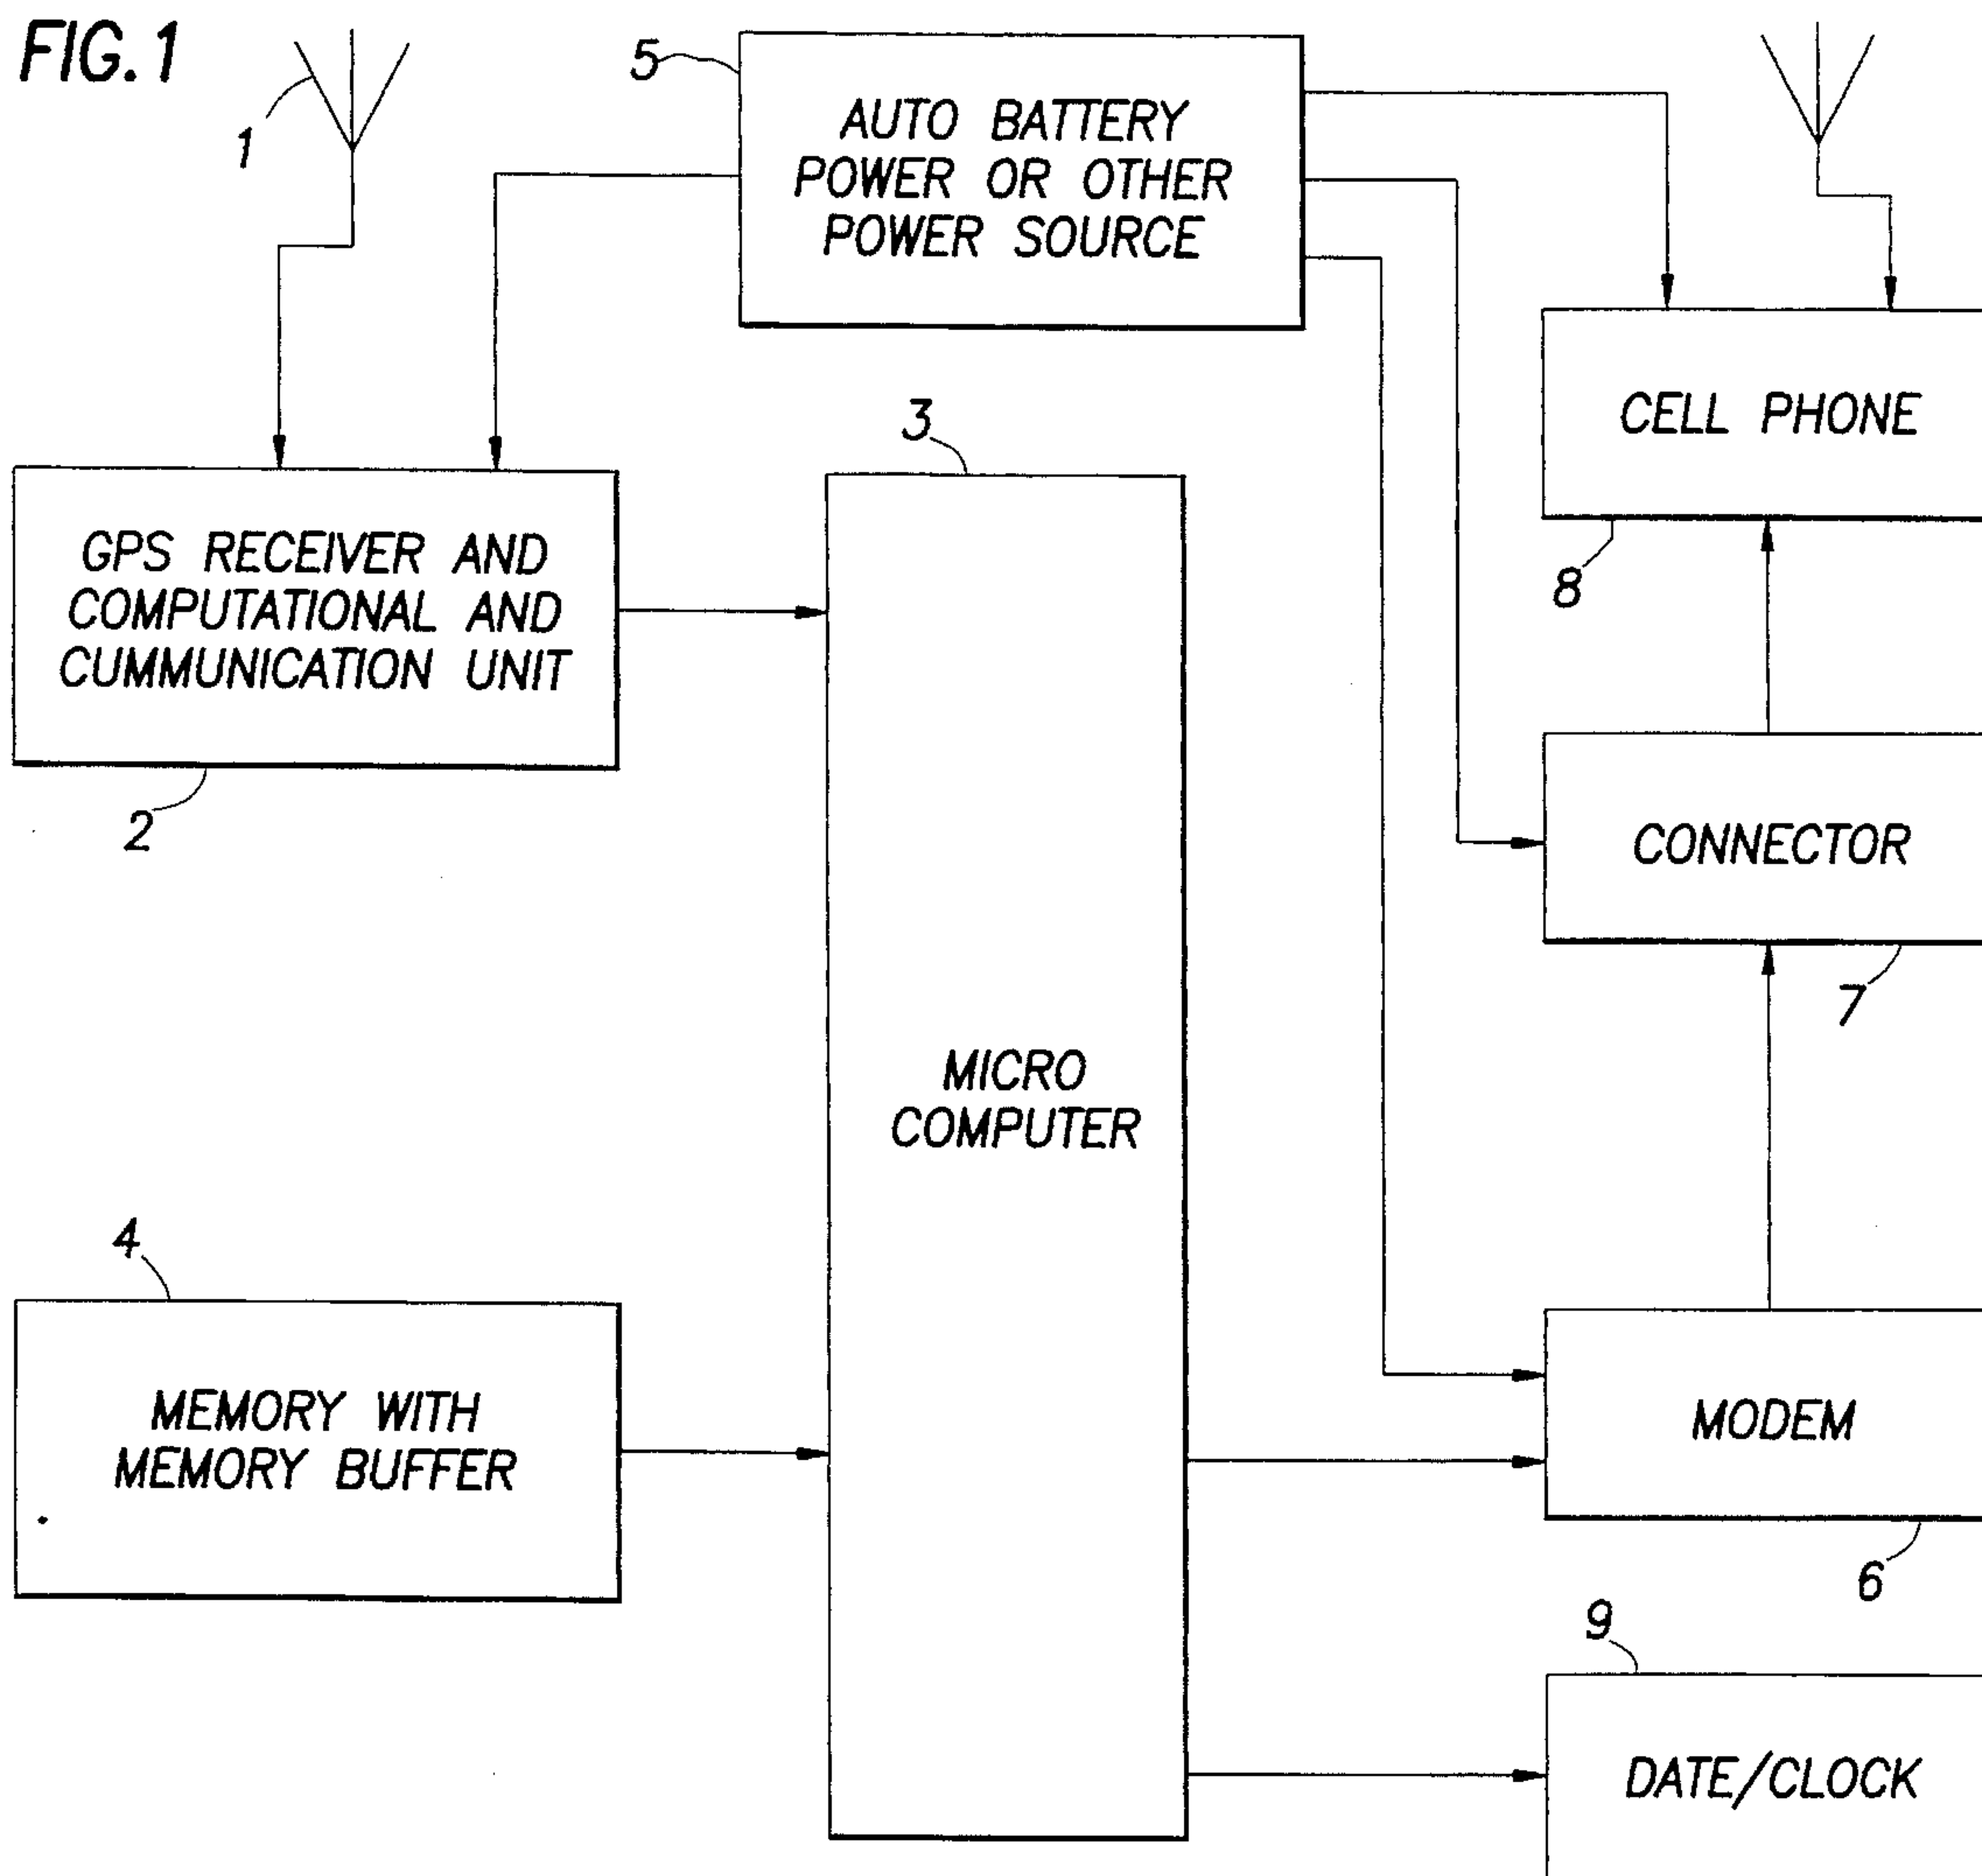 FIG. 1
1
5
AUTO BATTERY
POWER OR OTHER
POWER SOURCE
CELL PHONE
8
3
GPS RECEIVER AND
COMPUTATIONAL AND
CUMMUNICATION UNIT
2
CONNECTOR
7
MICRO
COMPUTER
4
MEMORY WITH
MEMORY BUFFER
MODEM
6
9
DATE/CLOCK